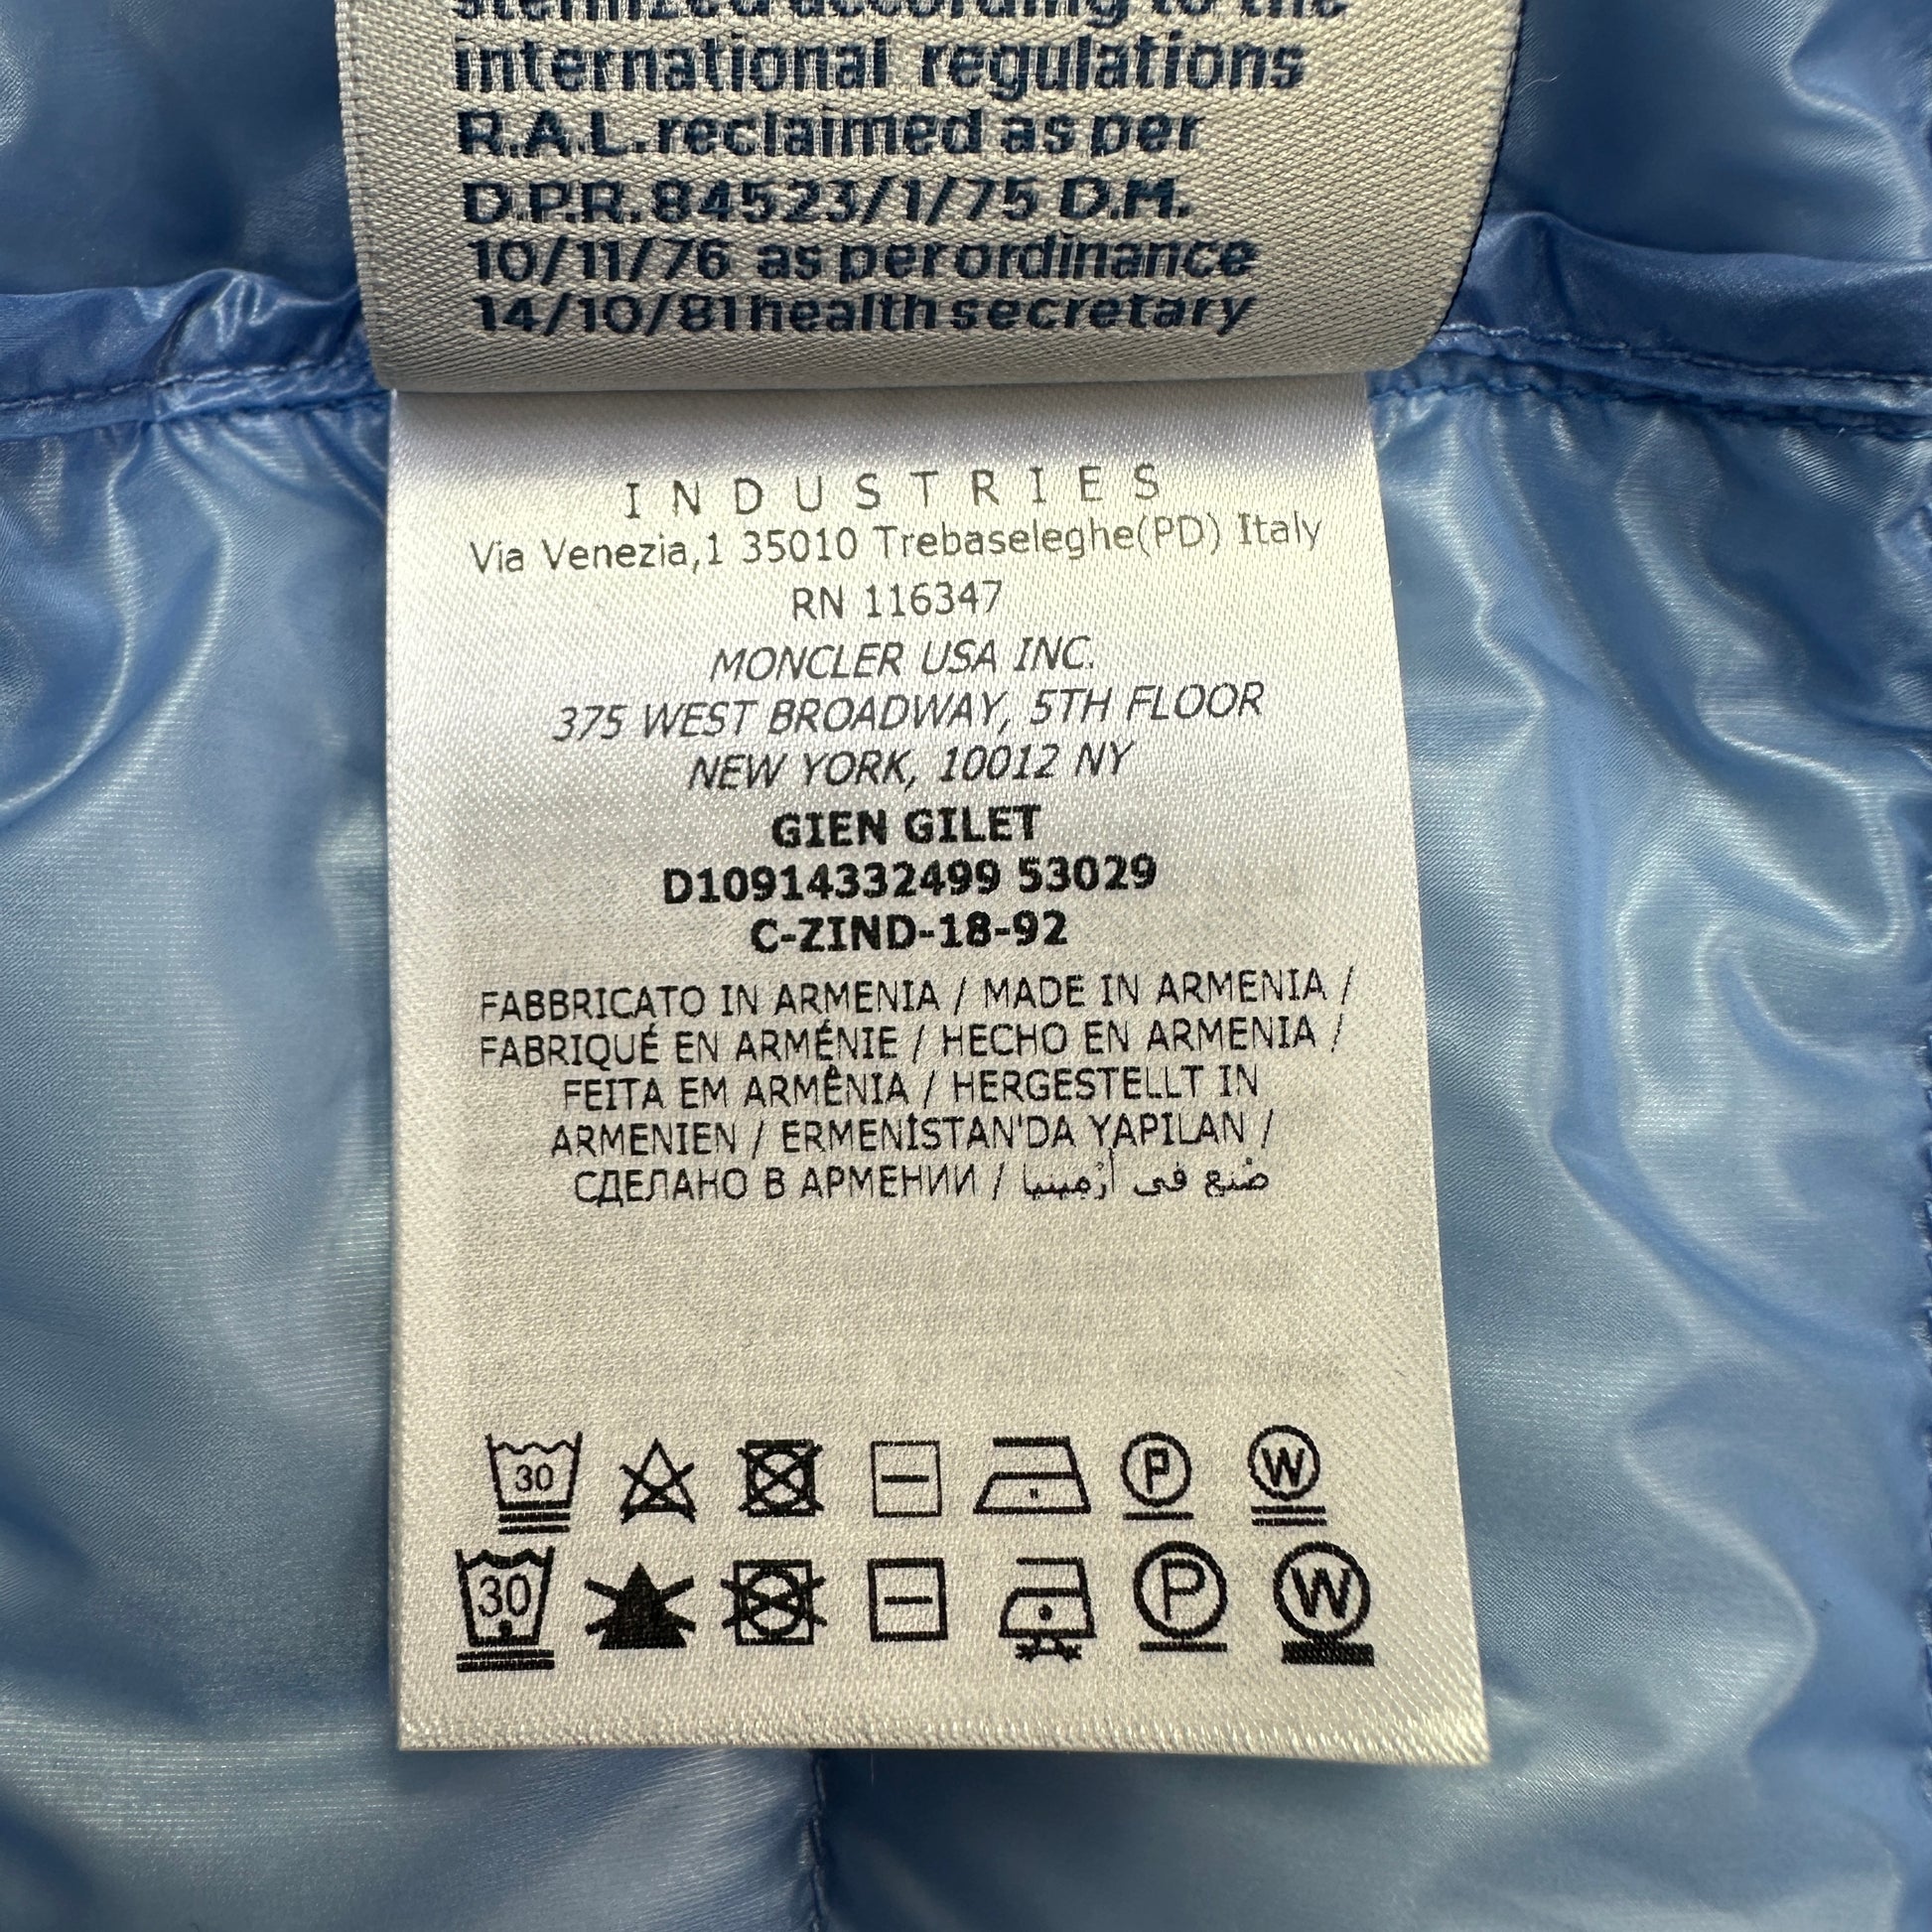 sterilized according to the
international regulations
R.A.L. reclaimed as per
D.P.R. 84523/1/75 D.M.
10/11/76 as per ordinance
14/10/81 health secretary
INDUSTRIES
Via Venezia,1 35010 Trebaseleghe(PD) Italy
RN 116347
MONCLER USA INC.
375 WEST BROADWAY, 5TH FLOOR
NEW YORK, 10012 NY
GIEN GILET
D10914332499 53029
C-ZIND-18-92
FABBRICATO IN ARMENIA / MADE IN ARMENIA /
FABRIQUÉ EN ARMÉNIE / HECHO EN ARMENIA /
FEITA EM ARMÊNIA / HERGESTELLT IN
ARMENIEN / ERMENİSTAN'DA YAPILAN /
СДЕЛАНО В АРМЕНИИ / صُنع في أرْمينيا
30 P W
30 P W